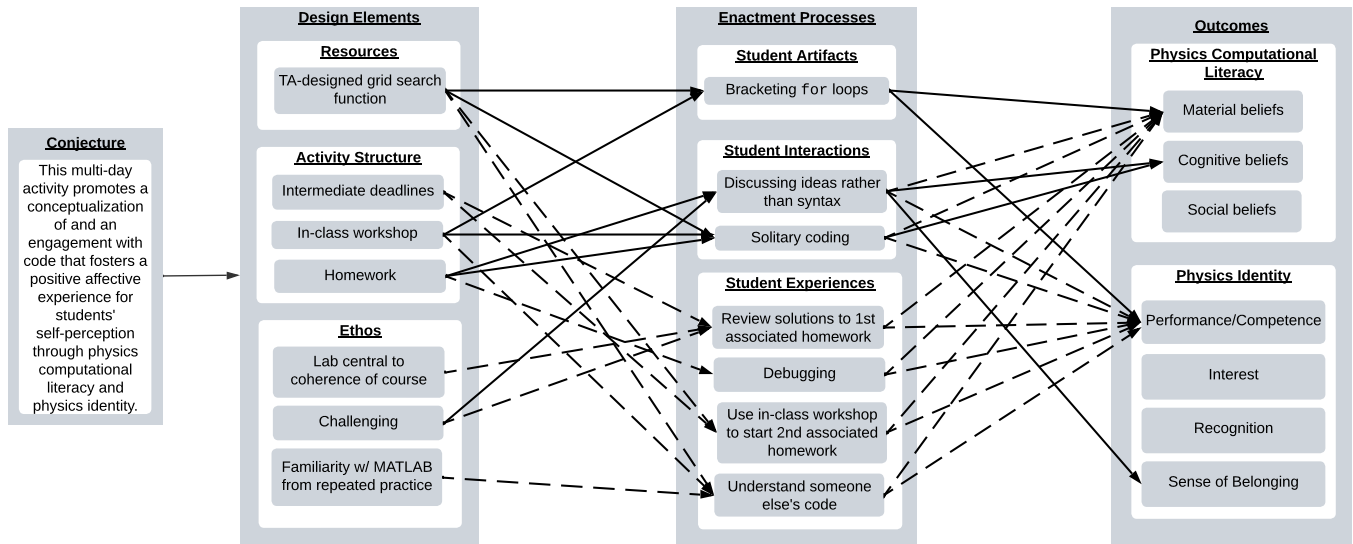 Conjecture
This multi-day
activity promotes a
conceptualization
of and an
engagement with
code that fosters a
positive affective
experience for
students'
self-perception
through physics
computational
literacy and
physics identity.
Design Elements
Resources
TA-designed grid search
function
Activity Structure
Intermediate deadlines
In-class workshop
Homework
Ethos
Lab central to
coherence of course
Challenging
Familiarity w/ MATLAB
from repeated practice
Enactment Processes
Student Artifacts
Bracketing for loops
Student Interactions
Discussing ideas rather
than syntax
Solitary coding
Student Experiences
Review solutions to 1st
associated homework
Debugging
Use in-class workshop
to start 2nd associated
homework
Understand someone
else's code
Outcomes
Physics Computational
Literacy
Material beliefs
Cognitive beliefs
Social beliefs
Physics Identity
Performance/Competence
Interest
Recognition
Sense of Belonging